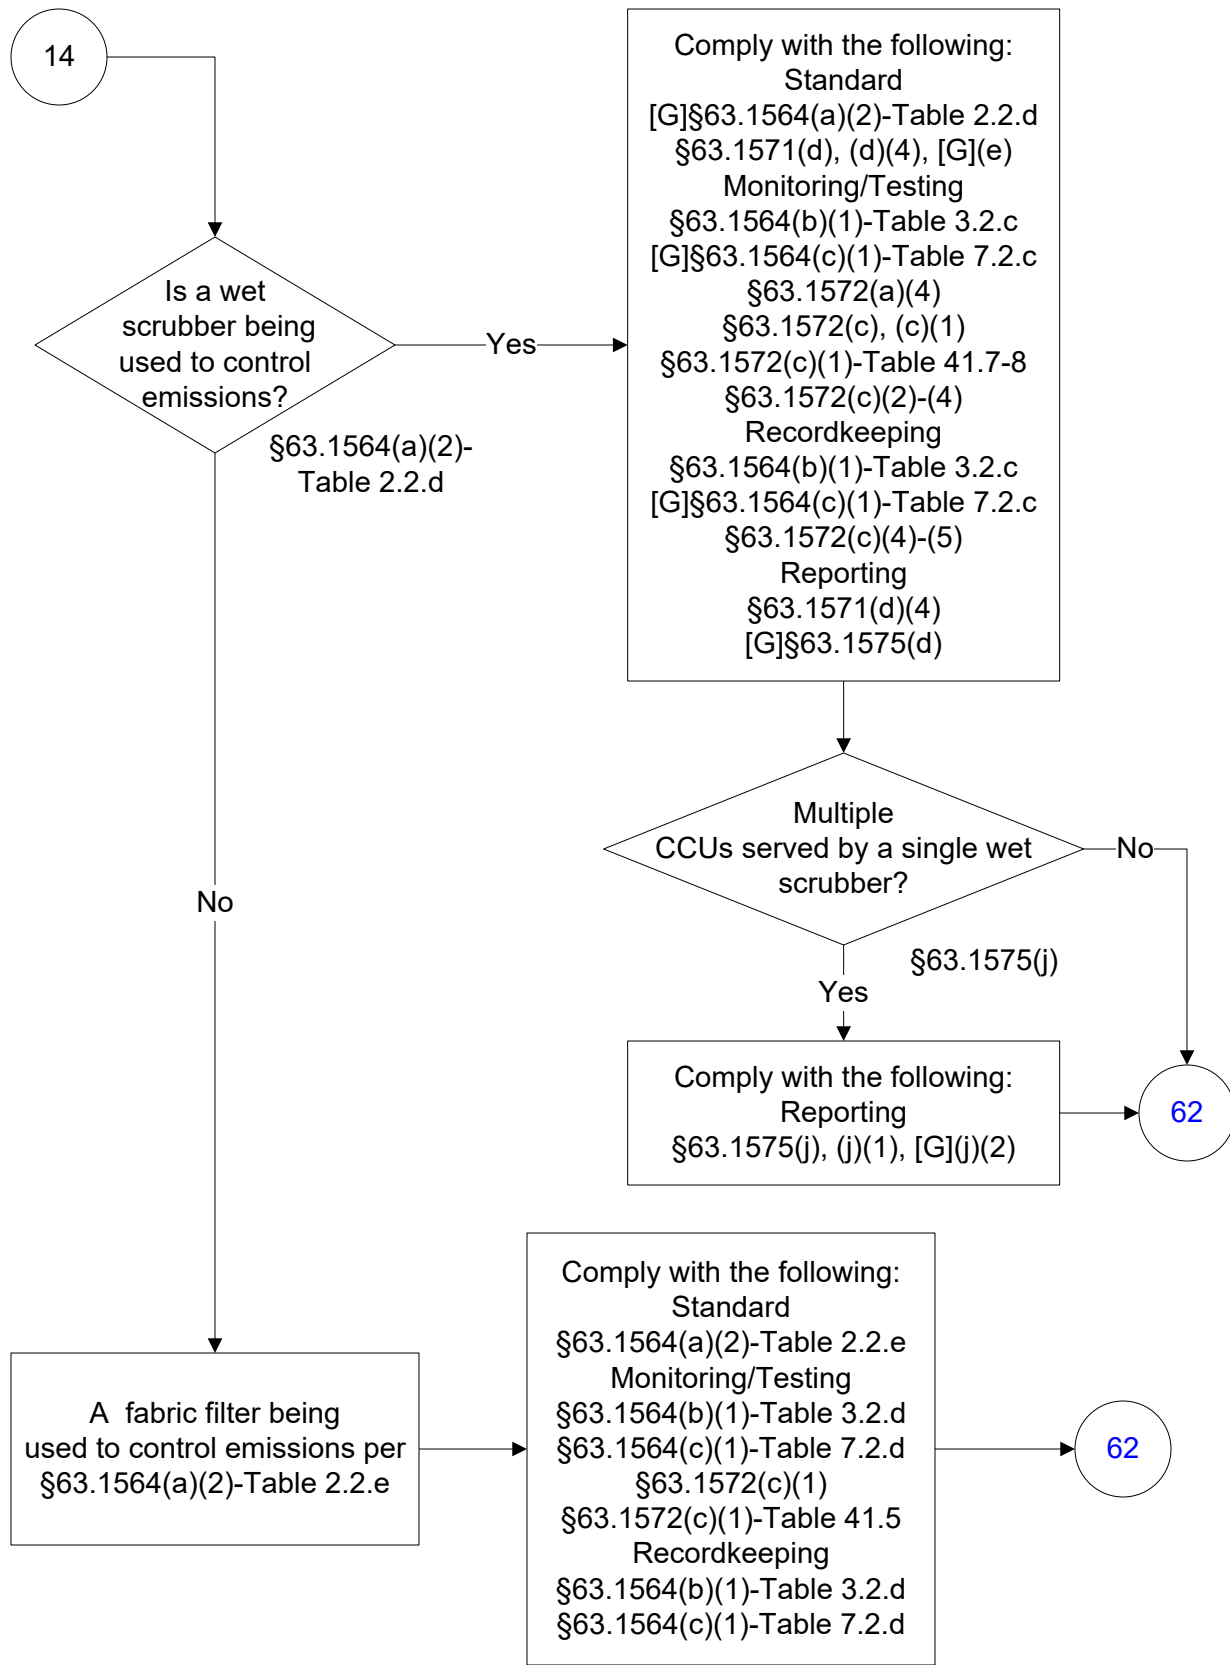 14
Is a wet
scrubber being
used to control
emissions?
§63.1564(a)(2)-
Table 2.2.d
Yes
Comply with the following:
Standard
[G]§63.1564(a)(2)-Table 2.2.d
§63.1571(d), (d)(4), [G](e)
Monitoring/Testing
§63.1564(b)(1)-Table 3.2.c
[G]§63.1564(c)(1)-Table 7.2.c
§63.1572(a)(4)
§63.1572(c), (c)(1)
§63.1572(c)(1)-Table 41.7-8
§63.1572(c)(2)-(4)
Recordkeeping
§63.1564(b)(1)-Table 3.2.c
[G]§63.1564(c)(1)-Table 7.2.c
§63.1572(c)(4)-(5)
Reporting
§63.1571(d)(4)
[G]§63.1575(d)
Multiple
CCUs served by a single wet
scrubber?
§63.1575(j)
No
Yes
Comply with the following:
Reporting
§63.1575(j), (j)(1), [G](j)(2)
62
No
A  fabric filter being
used to control emissions per
§63.1564(a)(2)-Table 2.2.e
Comply with the following:
Standard
§63.1564(a)(2)-Table 2.2.e
Monitoring/Testing
§63.1564(b)(1)-Table 3.2.d
§63.1564(c)(1)-Table 7.2.d
§63.1572(c)(1)
§63.1572(c)(1)-Table 41.5
Recordkeeping
§63.1564(b)(1)-Table 3.2.d
§63.1564(c)(1)-Table 7.2.d
62